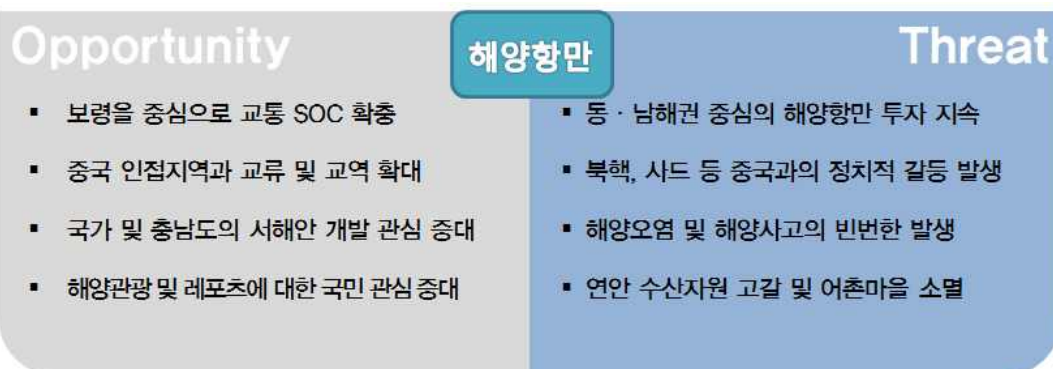 Opportunity
해양항만
Threat
▪ 보령을 중심으로 교통 SOC 확충
▪ 중국 인접지역과 교류 및 교역 확대
▪ 국가 및 충남도의 서해안 개발 관심 증대
▪ 해양관광 및 레포츠에 대한 국민 관심 증대
▪ 동 · 남해권 중심의 해양항만 투자 지속
▪ 북핵, 사드 등 중국과의 정치적 갈등 발생
▪ 해양오염 및 해양사고의 빈번한 발생
▪ 연안 수산자원 고갈 및 어촌마을 소멸